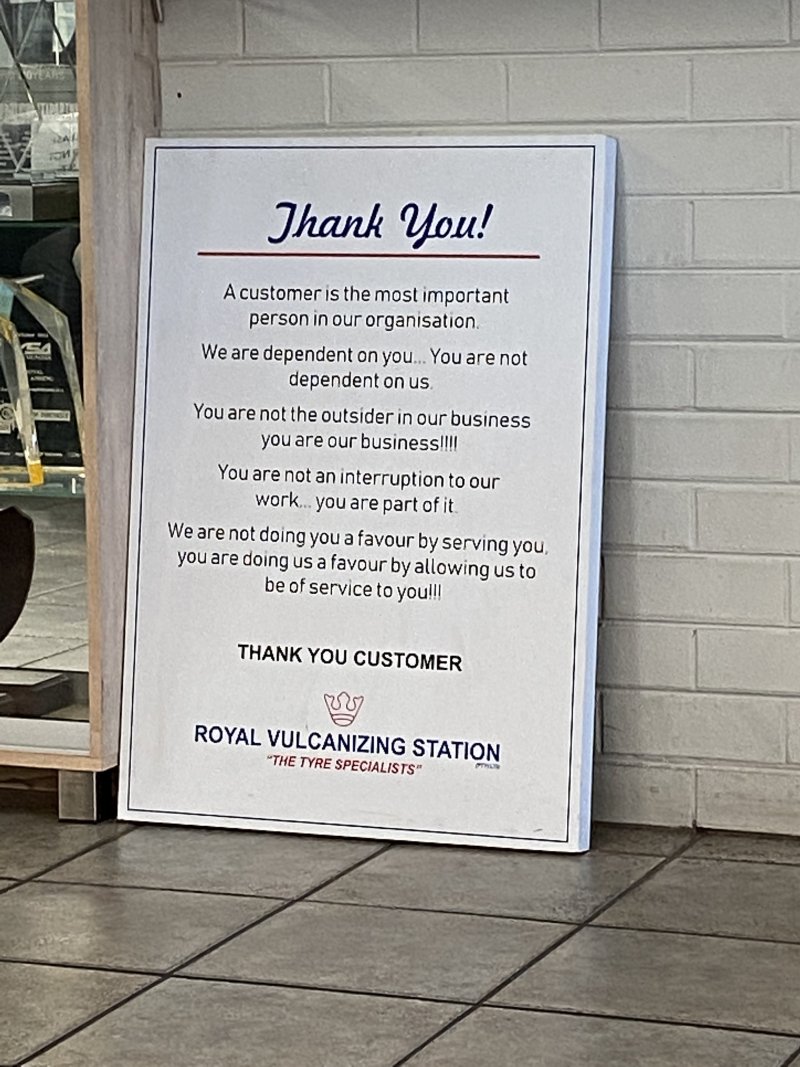 Thank You!
A customer is the most important
person in our organisation.
We are dependent on you... You are not
dependent on us.
You are not the outsider in our business
you are our business!!!!
You are not an interruption to our
work... you are part of it.
We are not doing you a favour by serving you,
you are doing us a favour by allowing us to
be of service to you!!!
THANK YOU CUSTOMER
ROYAL VULCANIZING STATION
"THE TYRE SPECIALISTS"